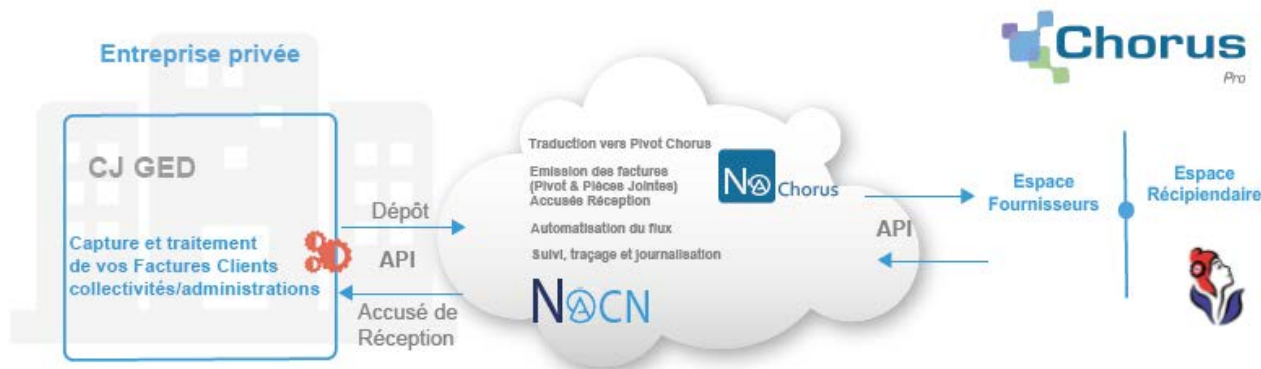 Entreprise privée
CJ GED
Capture et traitement
de vos Factures Clients
collectivités/administrations
Dépôt
API
Accusé de
Réception
Traduction vers Pivot Chorus
Emission des factures
(Pivot & Pièces Jointes)
Accusés Réception
Automatisation du flux
Suivi, traçage et journalisation
N@ Chorus
N@CN
API
Chorus
Pro
Espace
Fournisseurs
Espace
Récipiendaire